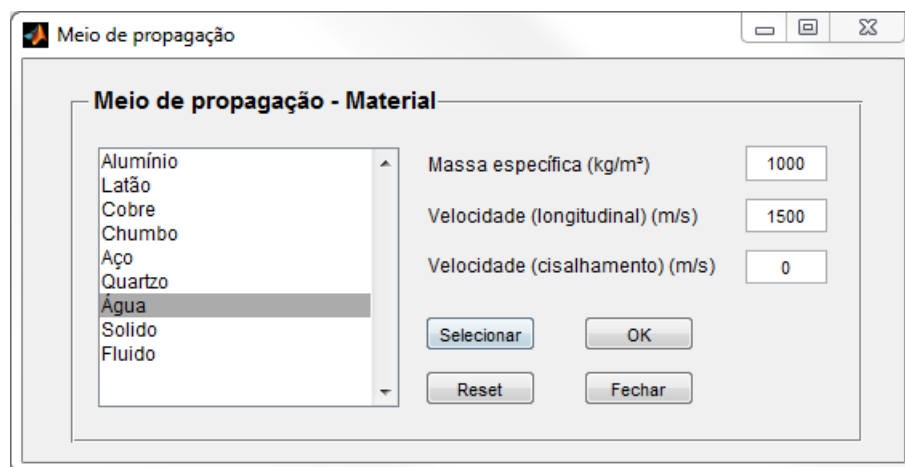 Meio de propagação
Meio de propagação - Material
Alumínio
Latão
Cobre
Chumbo
Aço
Quartzo
Água
Solido
Fluido
Massa específica (kg/m³) 1000
Velocidade (longitudinal) (m/s) 1500
Velocidade (cisalhamento) (m/s) 0
Selecionar OK
Reset Fechar